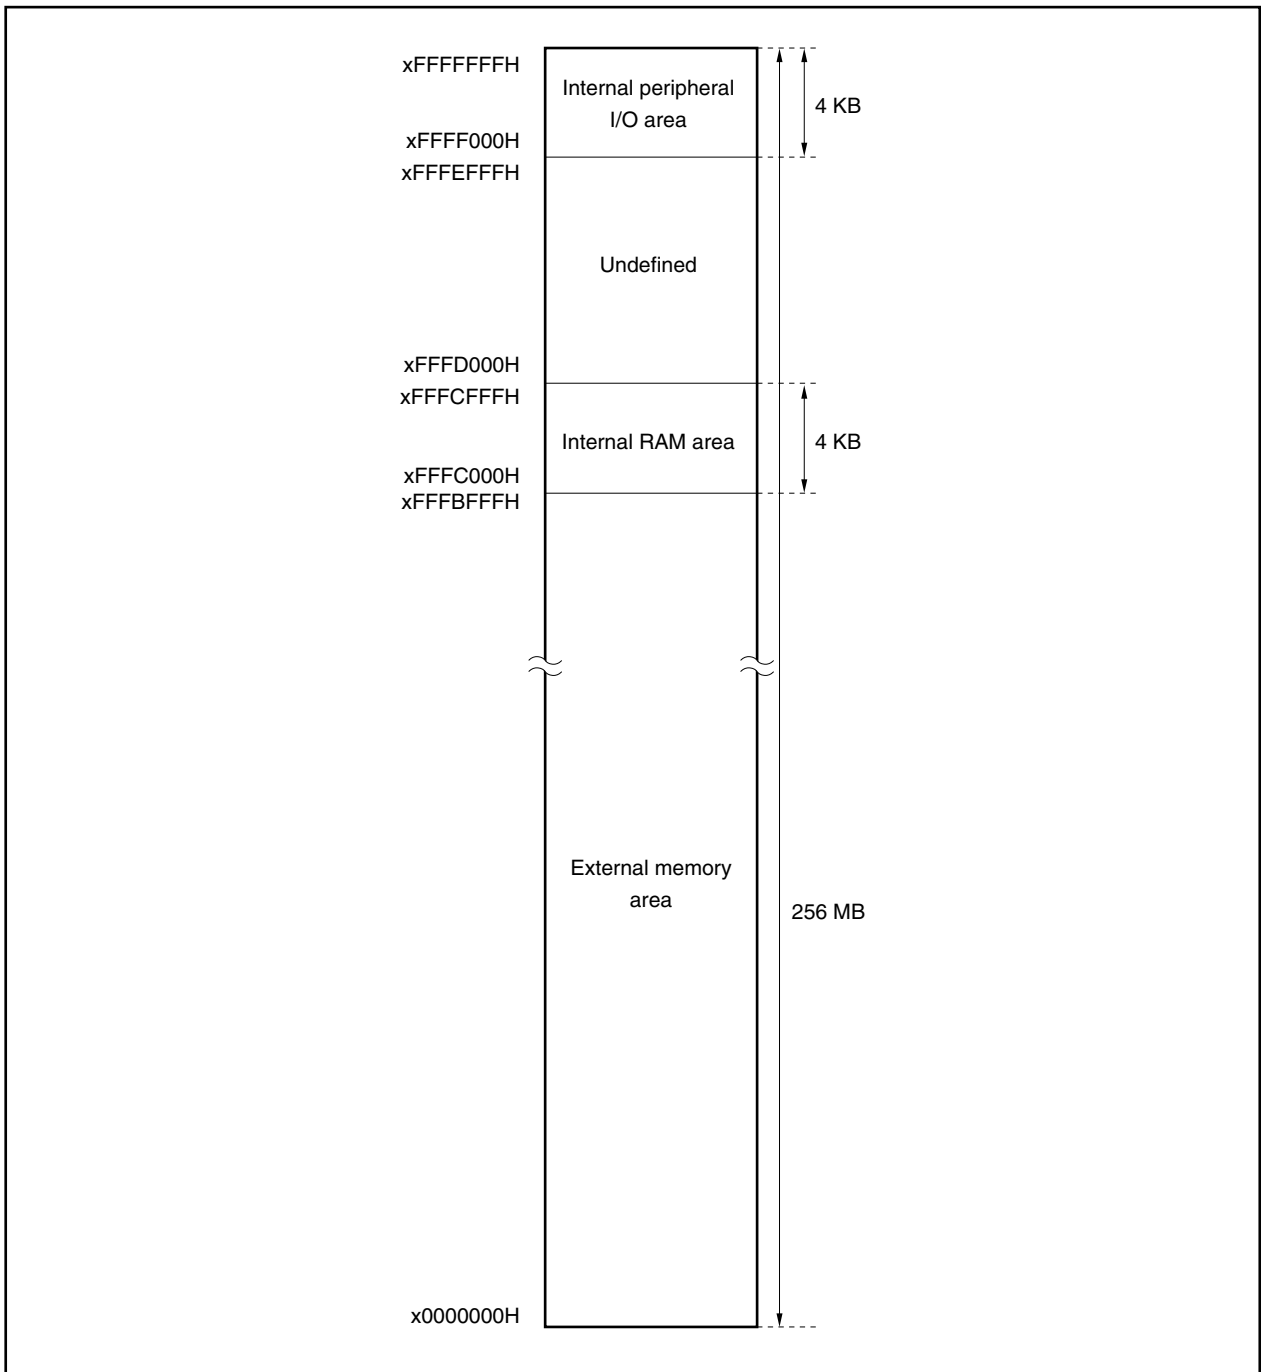 xFFFFFFFH
Internal peripheral
I/O area
4 KB
xFFFF000H
xFFFEFFFH
Undefined
xFFFD000H
xFFFCFFFH
Internal RAM area
4 KB
xFFFC000H
xFFFBFFFH
External memory
area
256 MB
x0000000H